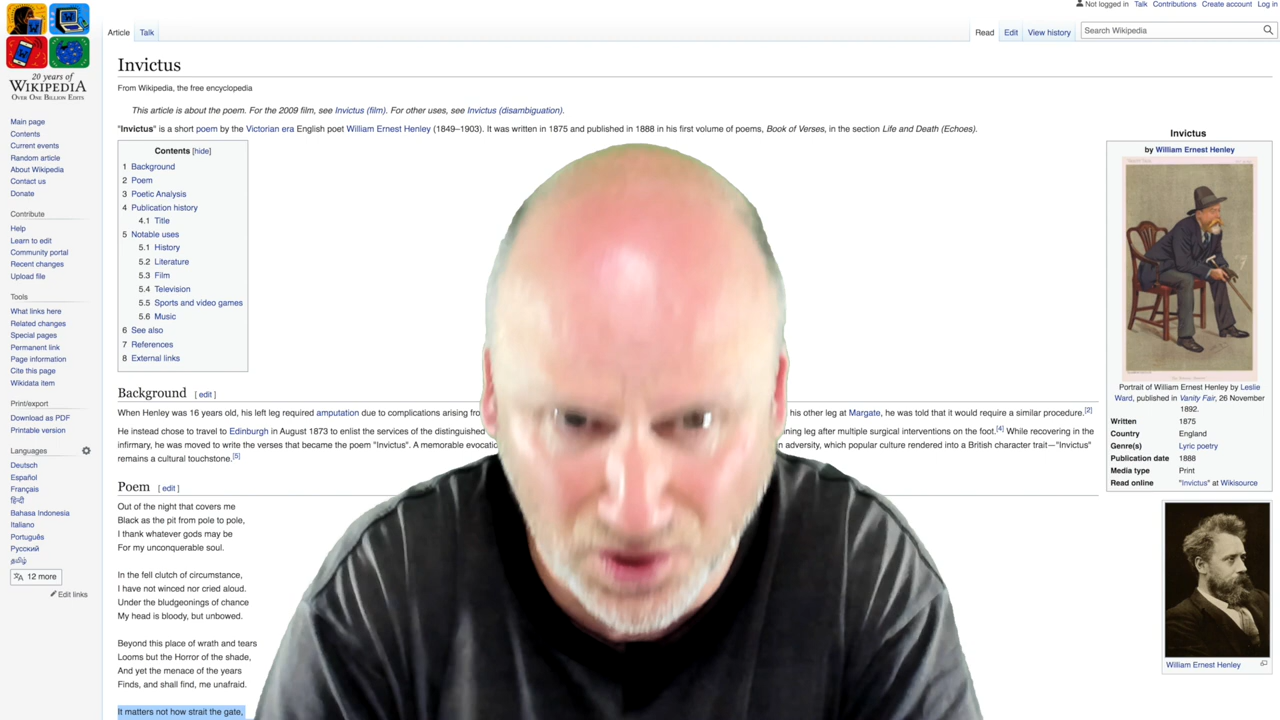 Not logged in Talk Contributions Create account Log in
Article Talk
Read Edit View history
Search Wikipedia
20 years of
WIKIPEDIA
OVER ONE BILLION EDITS
Main page
Contents
Current events
Random article
About Wikipedia
Contact us
Donate
Contribute
Help
Learn to edit
Community portal
Recent changes
Upload file
Tools
What links here
Related changes
Special pages
Permanent link
Page information
Cite this page
Wikidata item
Print/export
Download as PDF
Printable version
Languages
Deutsch
Español
Français
हिन्दी
Bahasa Indonesia
Italiano
Português
Русский
தமிழ்
12 more
Edit links
Invictus
From Wikipedia, the free encyclopedia
This article is about the poem. For the 2009 film, see Invictus (film). For other uses, see Invictus (disambiguation).
"Invictus" is a short poem by the Victorian era English poet William Ernest Henley (1849–1903). It was written in 1875 and published in 1888 in his first volume of poems, Book of Verses, in the section Life and Death (Echoes).
Contents [hide]
1 Background
2 Poem
3 Poetic Analysis
4 Publication history
4.1 Title
5 Notable uses
5.1 History
5.2 Literature
5.3 Film
5.4 Television
5.5 Sports and video games
5.6 Music
6 See also
7 References
8 External links
Background [ edit ]
When Henley was 16 years old, his left leg required amputation due to complications arising his other leg at Margate, he was told that it would require a similar procedure.[2]
He instead chose to travel to Edinburgh in August 1873 to enlist the services of the distinguished leg after multiple surgical interventions on the foot.[4] While recovering in the
infirmary, he was moved to write the verses that became the poem "Invictus". A memorable adversity, which popular culture rendered into a British character trait—"Invictus"
remains a cultural touchstone.[5]
Poem [ edit ]
Out of the night that covers me
Black as the pit from pole to pole,
I thank whatever gods may be
For my unconquerable soul.
In the fell clutch of circumstance,
I have not winced nor cried aloud.
Under the bludgeonings of chance
My head is bloody, but unbowed.
Beyond this place of wrath and tears
Looms but the Horror of the shade,
And yet the menace of the years
Finds, and shall find, me unafraid.
It matters not how strait the gate,
Invictus
by William Ernest Henley
Portrait of William Ernest Henley by Leslie
Ward, published in Vanity Fair, 26 November
1892.
Written 1875
Country England
Genre(s) Lyric poetry
Publication date 1888
Media type Print
Read online "Invictus" at Wikisource
William Ernest Henley